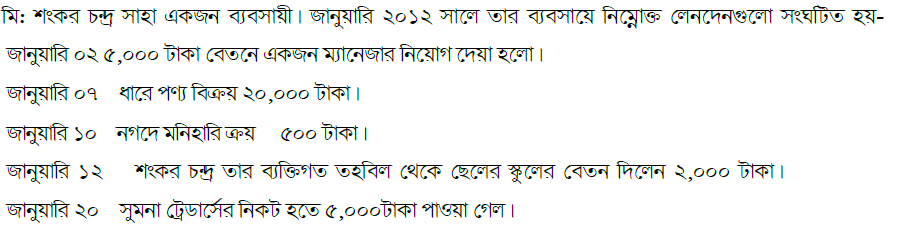 মি: শংকর চন্দ্র সাহা একজন ব্যবসায়ী। জানুয়ারি ২০১২ সালে তার ব্যবসায়ে নিম্নোক্ত লেনদেনগুলো সংঘটিত হয়-
জানুয়ারি ০২ ৫,০০০ টাকা বেতনে একজন ম্যানেজার নিয়োগ দেয়া হলো।
জানুয়ারি ০৭ ধারে পণ্য বিক্রয় ২০,০০০ টাকা।
জানুয়ারি ১০ নগদে মনিহারি ক্রয় ৫০০ টাকা।
জানুয়ারি ১২ শংকর চন্দ্র তার ব্যক্তিগত তহবিল থেকে ছেলের স্কুলের বেতন দিলেন ২,০০০ টাকা।
জানুয়ারি ২০ সুমনা ট্রেডার্সের নিকট হতে ৫,০০০টাকা পাওয়া গেল।